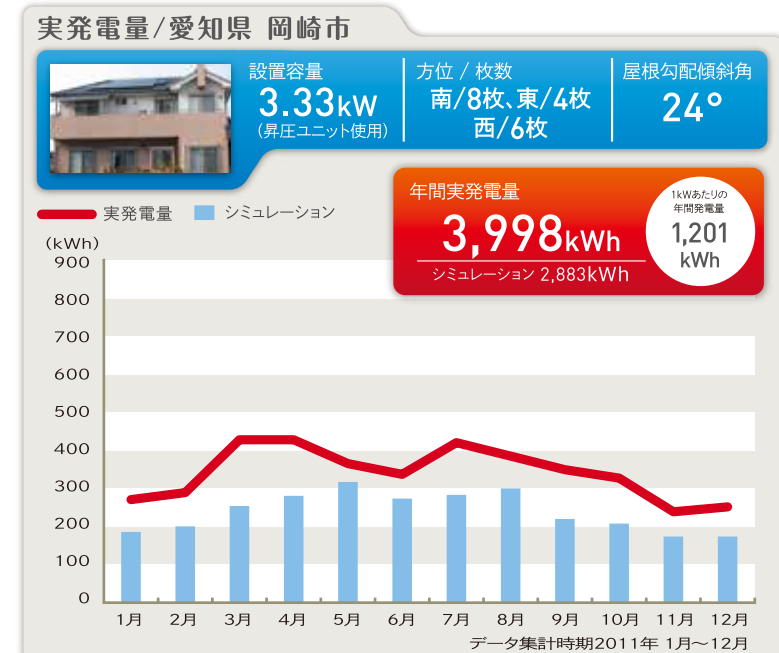 実発電量/愛知県 岡崎市
設置容量
3.33kW
（昇圧ユニット使用）
方位 / 枚数
南/8枚、東/4枚
西/6枚
屋根勾配傾斜角
24°
年間実発電量
3,998kWh
シミュレーション 2,883kWh
1kWあたりの
年間発電量
1,201
kWh
実発電量
シミュレーション
(kWh)
900
800
700
600
500
400
300
200
100
0
1月 2月 3月 4月 5月 6月 7月 8月 9月 10月 11月 12月
データ集計時期2011年 1月～12月